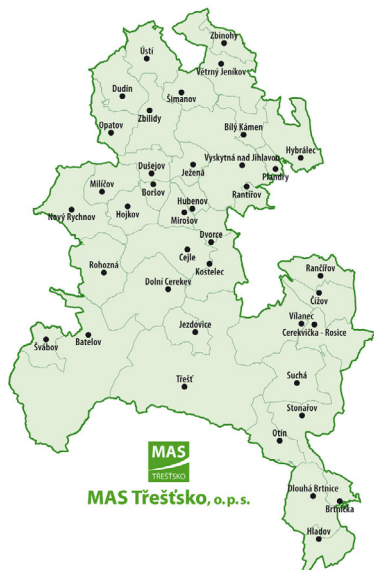 Zbinohy
Ústí
Větrný Jeníkov
Dudín
Šimanov
Zbilidy
Opatov
Bílý Kámen
Hybrálec
Vyskytná nad Jihlavou
Dušejov
Ježená
Plandry
Boršov
Milíčov
Rantířov
Hubenov
Hojkov
Mirošov
Nový Rychnov
Dvorce
Cejle
Rohozná
Kostelec
Rančířov
Dolní Cerekev
Čížov
Vílanec
Jezdovice
Cerekvička - Rosice
Batelov
Švábov
Suchá
Třešť
Stonařov
Otín
MAS
TŘEŠŤSKO
MAS Třešťsko, o.p.s.
Dlouhá Brtnice
Brtnička
Hladov